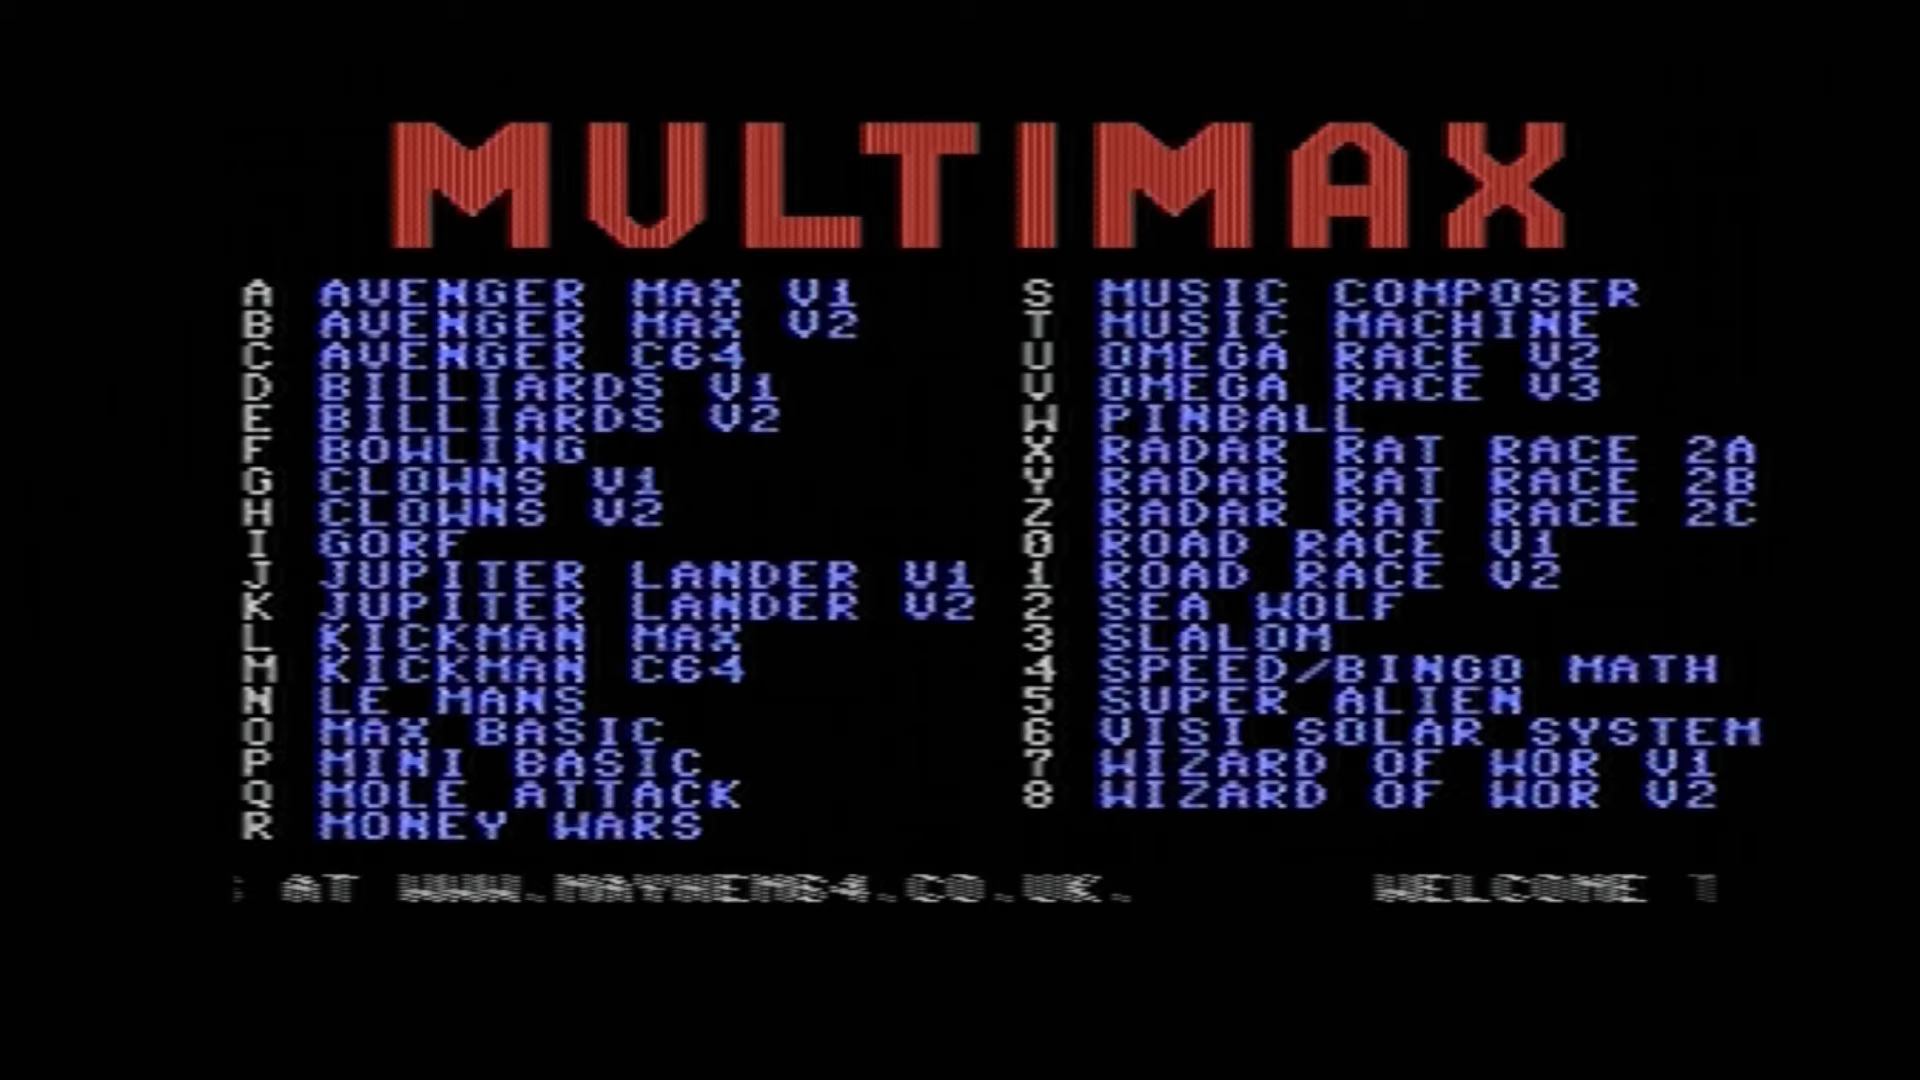 MULTIMAX
A AVENGER MAX V1
B AVENGER MAX V2
C AVENGER C64
D BILLIARDS V1
E BILLIARDS V2
F BOWLING
G CLOWNS V1
H CLOWNS V2
I GORF
J JUPITER LANDER V1
K JUPITER LANDER V2
L KICKMAN MAX
M KICKMAN C64
N LE MANS
O MAX BASIC
P MINI BASIC
Q MOLE ATTACK
R MONEY WARS
S MUSIC COMPOSER
T MUSIC MACHINE
U OMEGA RACE V2
V OMEGA RACE V3
W PINBALL
X RADAR RAT RACE 2A
Y RADAR RAT RACE 2B
Z RADAR RAT RACE 2C
0 ROAD RACE V1
1 ROAD RACE V2
2 SEA WOLF
3 SLALOM
4 SPEED/BINGO MATH
5 SUPER ALIEN
6 VISI SOLAR SYSTEM
7 WIZARD OF WOR V1
8 WIZARD OF WOR V2
AT WWW.MAYHEM64.CO.UK. WELCOME T